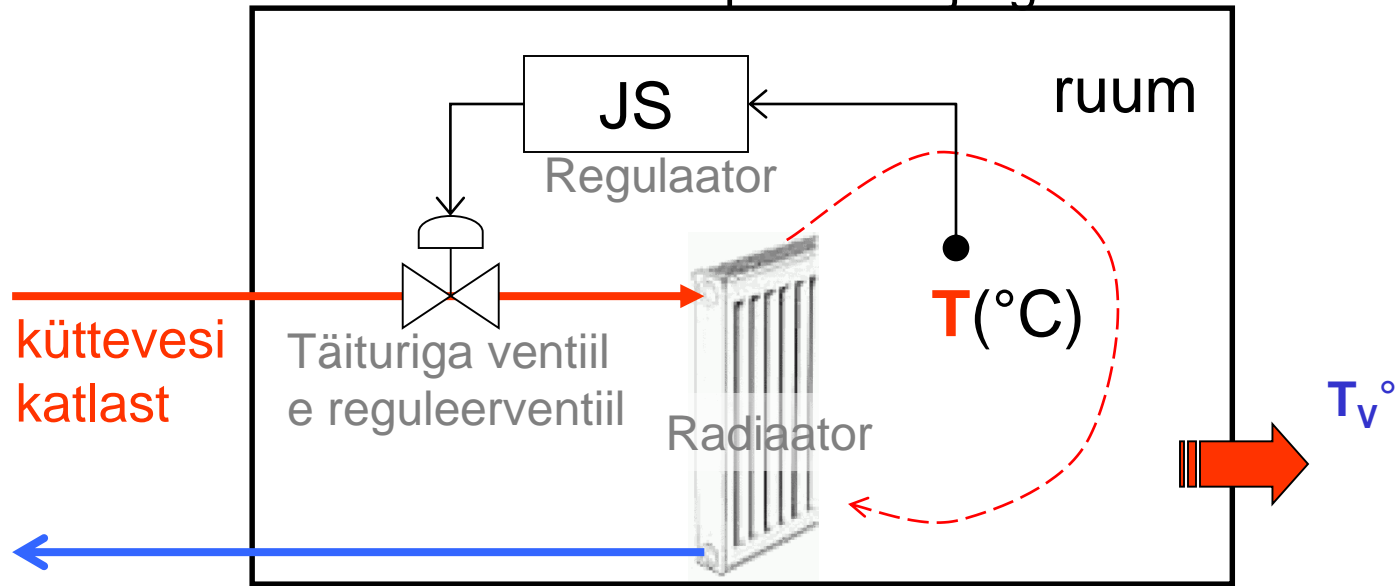 ruum
JS
Regulaator
T(°C)
küttevesi
katlast
Täituriga ventiil
e reguleerventiil
Radiaator
Tv°